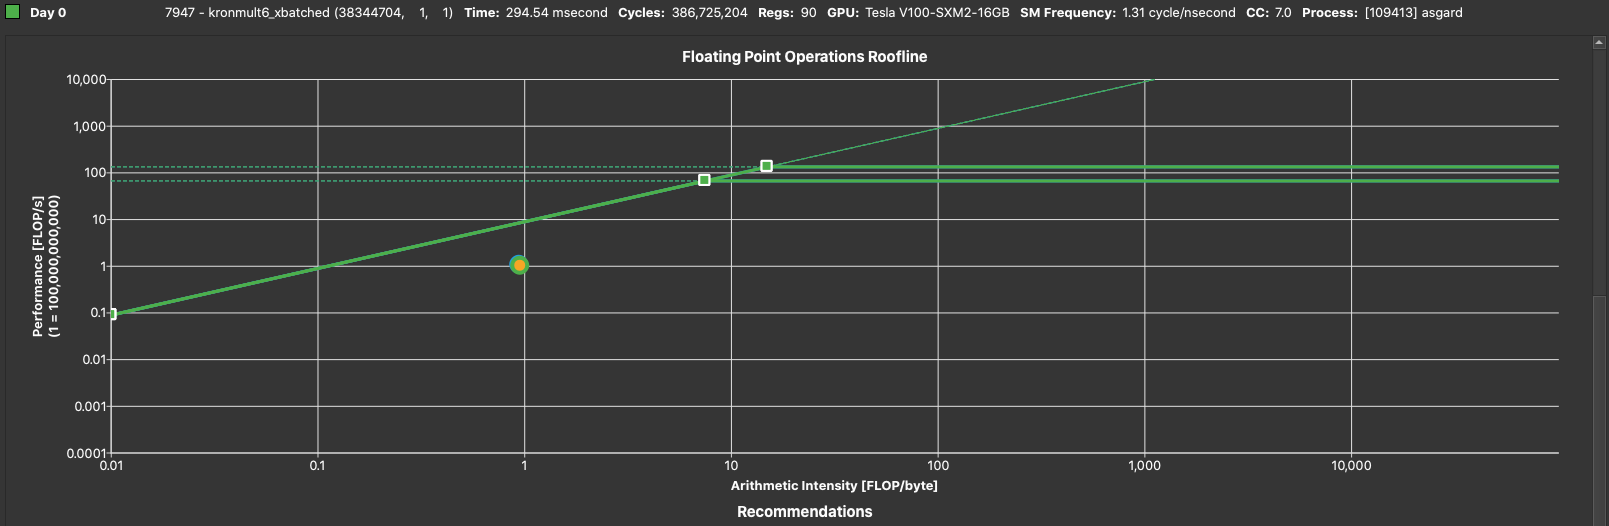 Day 0 7947 - kronmult6_xbatched (38344704, 1, 1) Time: 294.54 msecond Cycles: 386,725,204 Regs: 90 GPU: Tesla V100-SXM2-16GB SM Frequency: 1.31 cycle/nsecond CC: 7.0 Process: [109413] asgard
Floating Point Operations Roofline
10,000
1,000
100
10
1
0.1
0.01
0.001
0.0001
Performance [FLOP/s]
(1 = 100,000,000,000)
0.01 0.1 1 10 100 1,000 10,000
Arithmetic Intensity [FLOP/byte]
Recommendations